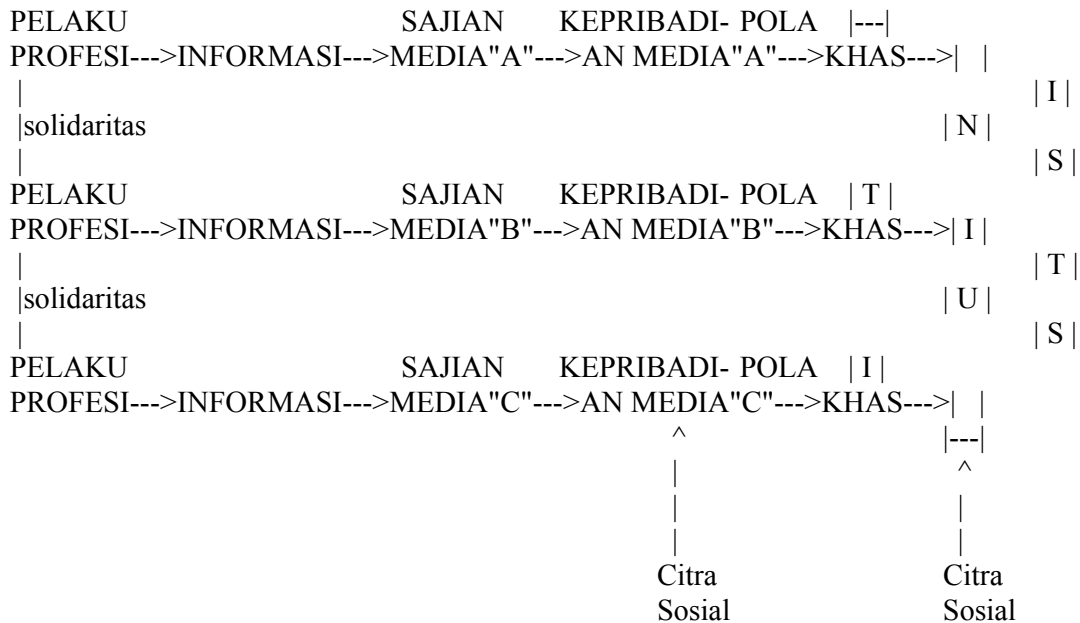 PELAKU SAJIAN KEPRIBADI- POLA |---|
PROFESI--->INFORMASI--->MEDIA"A"--->AN MEDIA"A"--->KHAS--->| |
| | I |
|solidaritas | N |
| | S |
PELAKU SAJIAN KEPRIBADI- POLA | T |
PROFESI--->INFORMASI--->MEDIA"B"--->AN MEDIA"B"--->KHAS--->| I |
| | T |
|solidaritas | U |
| | S |
PELAKU SAJIAN KEPRIBADI- POLA | I |
PROFESI--->INFORMASI--->MEDIA"C"--->AN MEDIA"C"--->KHAS--->| |
^ |---|
| ^
| |
| |
Citra Citra
Sosial Sosial